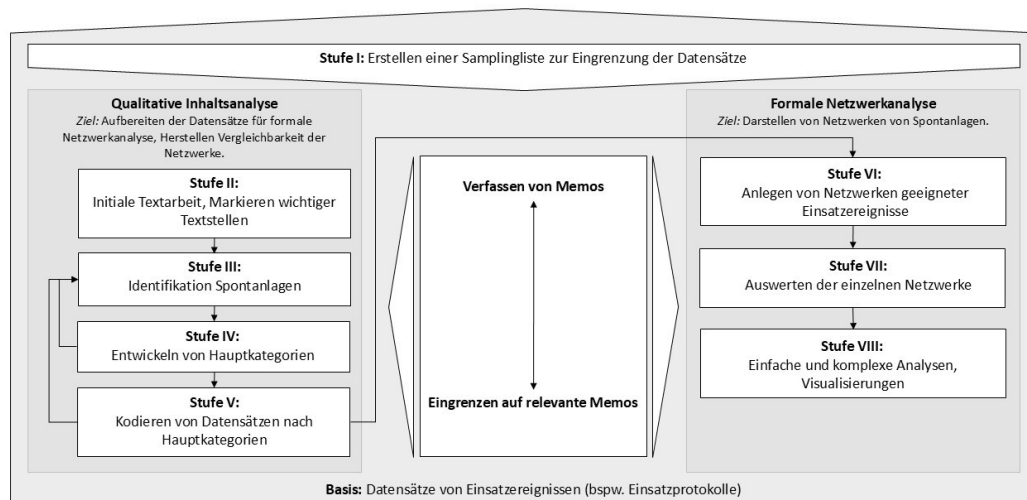 Stufe I: Erstellen einer Samplingliste zur Eingrenzung der Datensätze
Qualitative Inhaltsanalyse
Ziel: Aufbereiten der Datensätze für formale
Netzwerkanalyse, Herstellen Vergleichbarkeit der
Netzwerke.
Stufe II:
Initiale Textarbeit, Markieren wichtiger
Textstellen
Stufe III:
Identifikation Spontanlagen
Stufe IV:
Entwickeln von Hauptkategorien
Stufe V:
Kodieren von Datensätzen nach
Hauptkategorien
Verfassen von Memos
Eingrenzen auf relevante Memos
Formale Netzwerkanalyse
Ziel: Darstellen von Netzwerken von Spontanlagen.
Stufe VI:
Anlegen von Netzwerken geeigneter
Einsatzereignisse
Stufe VII:
Auswerten der einzelnen Netzwerke
Stufe VIII:
Einfache und komplexe Analysen,
Visualisierungen
Basis: Datensätze von Einsatzereignissen (bspw. Einsatzprotokolle)